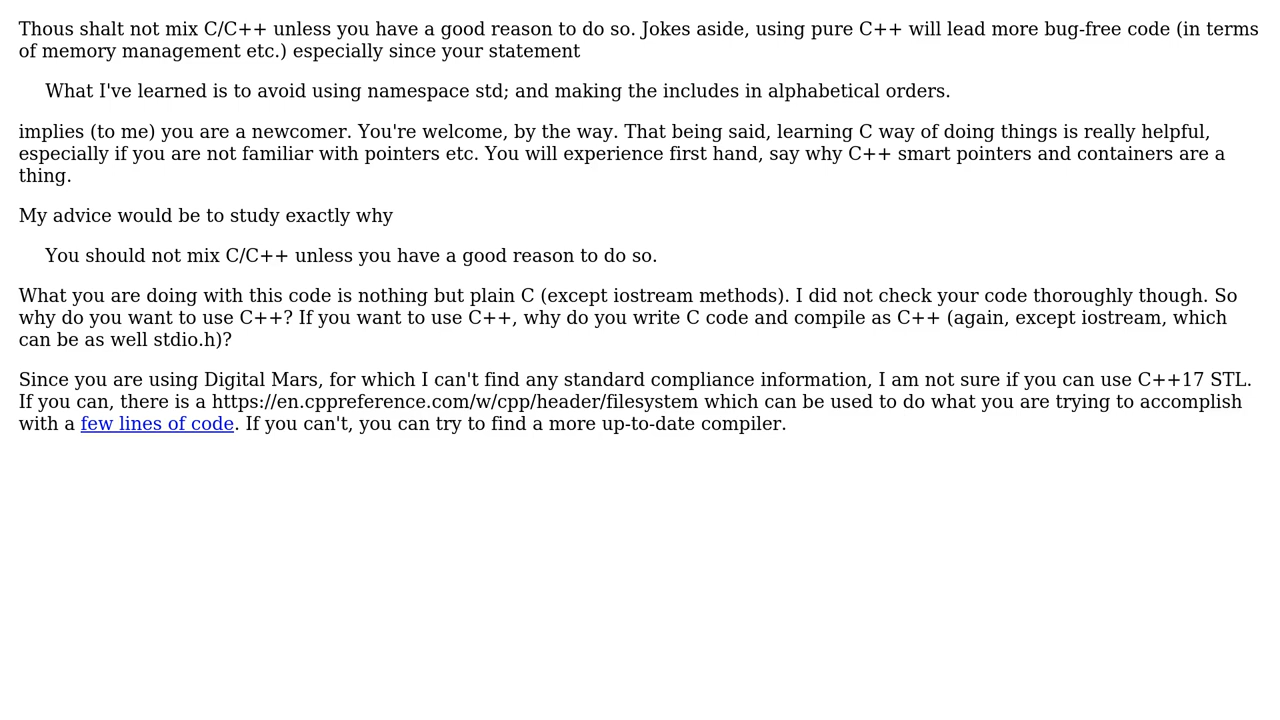 Thous shalt not mix C/C++ unless you have a good reason to do so. Jokes aside, using pure C++ will lead more bug-free code (in terms
of memory management etc.) especially since your statement
What I've learned is to avoid using namespace std; and making the includes in alphabetical orders.
implies (to me) you are a newcomer. You're welcome, by the way. That being said, learning C way of doing things is really helpful,
especially if you are not familiar with pointers etc. You will experience first hand, say why C++ smart pointers and containers are a
thing.
My advice would be to study exactly why
You should not mix C/C++ unless you have a good reason to do so.
What you are doing with this code is nothing but plain C (except iostream methods). I did not check your code thoroughly though. So
why do you want to use C++? If you want to use C++, why do you write C code and compile as C++ (again, except iostream, which
can be as well stdio.h)?
Since you are using Digital Mars, for which I can't find any standard compliance information, I am not sure if you can use C++17 STL.
If you can, there is a https://en.cppreference.com/w/cpp/header/filesystem which can be used to do what you are trying to accomplish
with a few lines of code. If you can't, you can try to find a more up-to-date compiler.